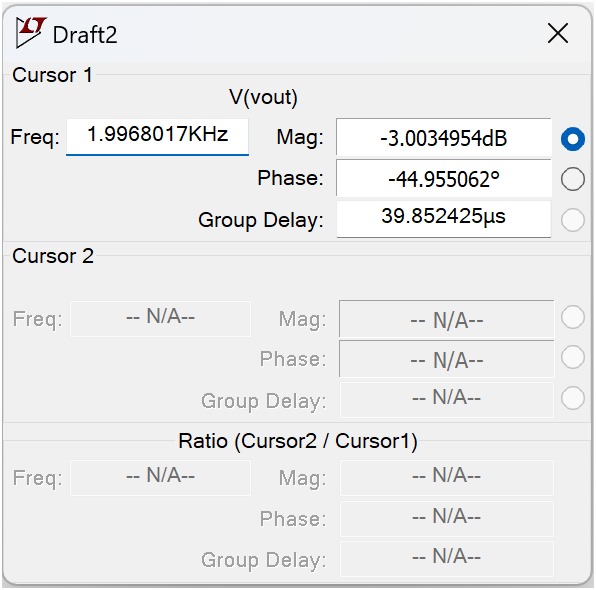 Draft2
Cursor 1
V(vout)
Freq: 1.9968017KHz Mag: -3.0034954dB
Phase: -44.955062°
Group Delay: 39.852425µs
Cursor 2
Freq: -- N/A-- Mag: -- N/A--
Phase: -- N/A--
Group Delay: -- N/A--
Ratio (Cursor2 / Cursor1)
Freq: -- N/A-- Mag: -- N/A--
Phase: -- N/A--
Group Delay: -- N/A--